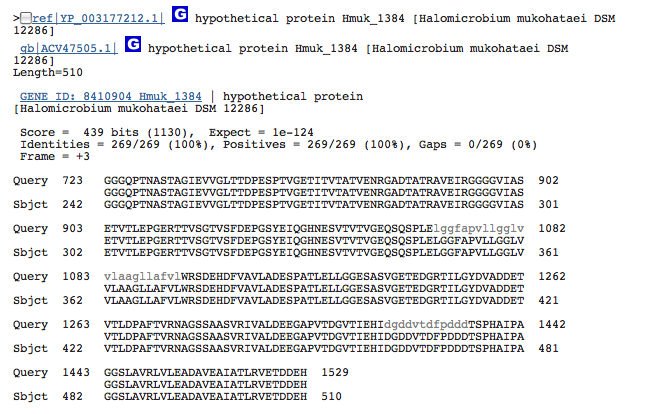 >ref|YP_003177212.1| G hypothetical protein Hmuk_1384 [Halomicrobium mukohataei DSM
12286]
gb|ACV47505.1| G hypothetical protein Hmuk_1384 [Halomicrobium mukohataei DSM
12286]
Length=510
GENE ID: 8410904 Hmuk_1384 | hypothetical protein
[Halomicrobium mukohataei DSM 12286]
Score = 439 bits (1130), Expect = 1e-124
Identities = 269/269 (100%), Positives = 269/269 (100%), Gaps = 0/269 (0%)
Frame = +3
Query 723 GGGQPTNASTAGIEVVGLTTDPESPTVGETITVTATVENRGADTATRAVEIRGGGGVIAS 902
GGGQPTNASTAGIEVVGLTTDPESPTVGETITVTATVENRGADTATRAVEIRGGGGVIAS
Sbjct 242 GGGQPTNASTAGIEVVGLTTDPESPTVGETITVTATVENRGADTATRAVEIRGGGGVIAS 301
Query 903 ETVTLEPGERTTVSGTVSFDEPGSYEIQGHNESVTVTVGEQSQSPLElggfapvllgglv 1082
ETVTLEPGERTTVSGTVSFDEPGSYEIQGHNESVTVTVGEQSQSPLELGGFAPVLLGGLV
Sbjct 302 ETVTLEPGERTTVSGTVSFDEPGSYEIQGHNESVTVTVGEQSQSPLELGGFAPVLLGGLV 361
Query 1083 vlaagllafvlWRSDEHDFVAVLADESPATLELLGGESASVGETEDGRTILGYDVADDET 1262
VLAAGLLAFVLWRSDEHDFVAVLADESPATLELLGGESASVGETEDGRTILGYDVADDET
Sbjct 362 VLAAGLLAFVLWRSDEHDFVAVLADESPATLELLGGESASVGETEDGRTILGYDVADDET 421
Query 1263 VTLDPAFTVRNAGSSAASVRIVALDEEGAPVTDGVTIEHIdgddvtdfpdddTSPHAIPA 1442
VTLDPAFTVRNAGSSAASVRIVALDEEGAPVTDGVTIEHIDGDDVTDFPDDDTSPHAIPA
Sbjct 422 VTLDPAFTVRNAGSSAASVRIVALDEEGAPVTDGVTIEHIDGDDVTDFPDDDTSPHAIPA 481
Query 1443 GGSLAVRLVLEADAVEAIATLRVETDDEH 1529
GGSLAVRLVLEADAVEAIATLRVETDDEH
Sbjct 482 GGSLAVRLVLEADAVEAIATLRVETDDEH 510